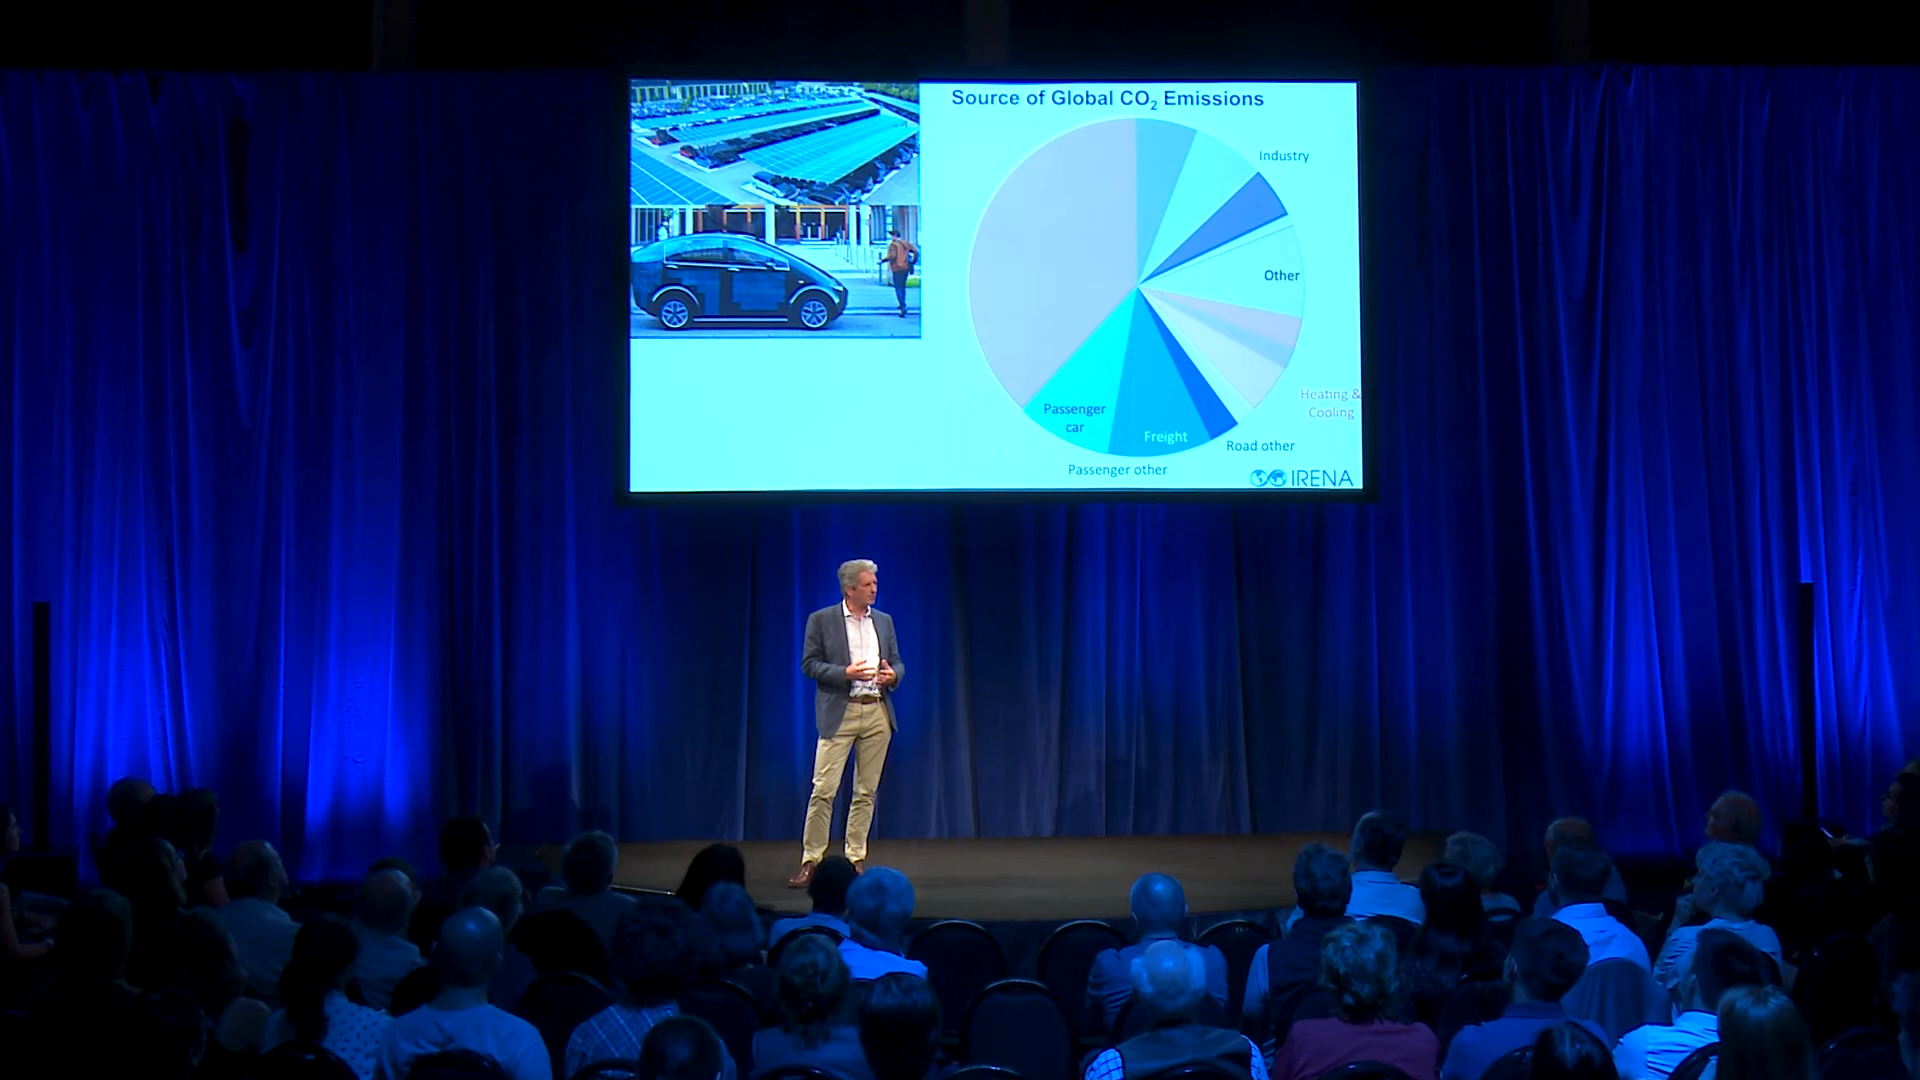 Source of Global CO₂ Emissions
Industry
Other
Heating &
Cooling
Passenger
car
Freight
Road other
Passenger other
IRENA